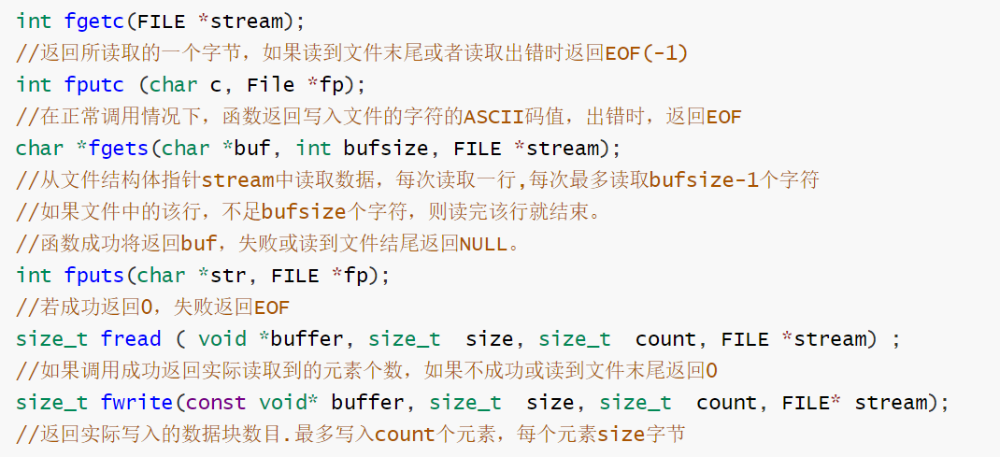 int fgetc(FILE *stream);
//返回所读取的一个字节，如果读到文件末尾或者读取出错时返回EOF(-1)
int fputc (char c, File *fp);
//在正常调用情况下，函数返回写入文件的字符的ASCII码值，出错时，返回EOF
char *fgets(char *buf, int bufsize, FILE *stream);
//从文件结构体指针stream中读取数据，每次读取一行,每次最多读取bufsize-1个字符
//如果文件中的该行，不足bufsize个字符，则读完该行就结束。
//函数成功将返回buf，失败或读到文件结尾返回NULL。
int fputs(char *str, FILE *fp);
//若成功返回0，失败返回EOF
size_t fread ( void *buffer, size_t  size, size_t  count, FILE *stream) ;
//如果调用成功返回实际读取到的元素个数，如果不成功或读到文件末尾返回0
size_t fwrite(const void* buffer, size_t  size, size_t  count, FILE* stream);
//返回实际写入的数据块数目.最多写入count个元素，每个元素size字节